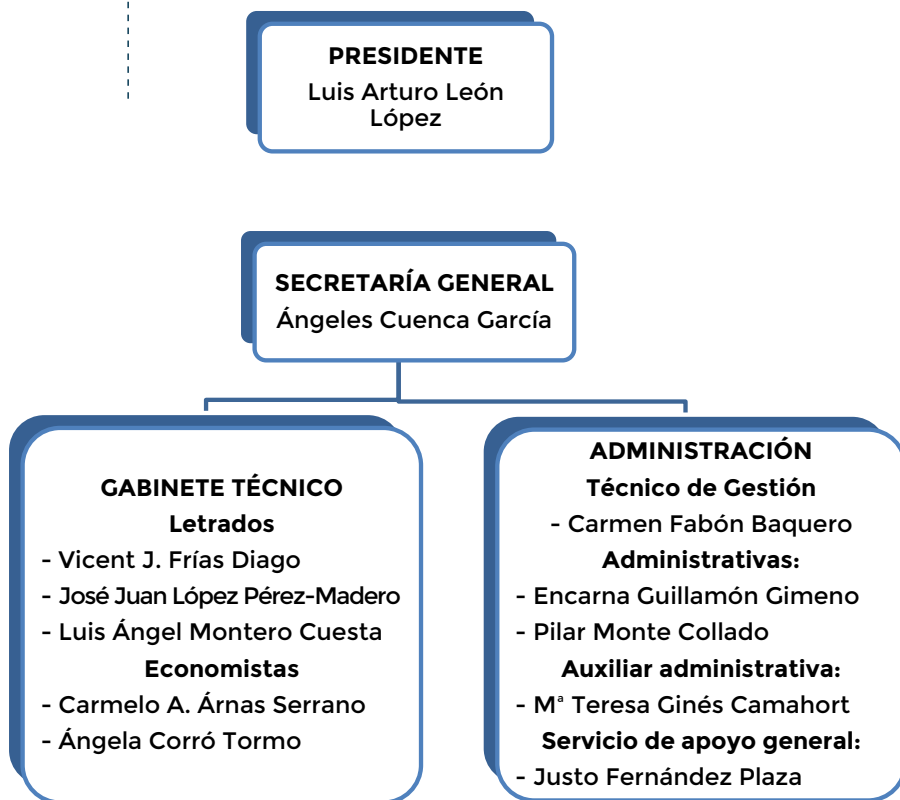 PRESIDENTE
Luis Arturo León
López
SECRETARÍA GENERAL
Ángeles Cuenca García
GABINETE TÉCNICO
Letrados
- Vicent J. Frías Diago
- José Juan López Pérez-Madero
- Luis Ángel Montero Cuesta
Economistas
- Carmelo A. Árnas Serrano
- Ángela Corró Tormo
ADMINISTRACIÓN
Técnico de Gestión
- Carmen Fabón Baquero
Administrativas:
- Encarna Guillamón Gimeno
- Pilar Monte Collado
Auxiliar administrativa:
- Mª Teresa Ginés Camahort
Servicio de apoyo general:
- Justo Fernández Plaza